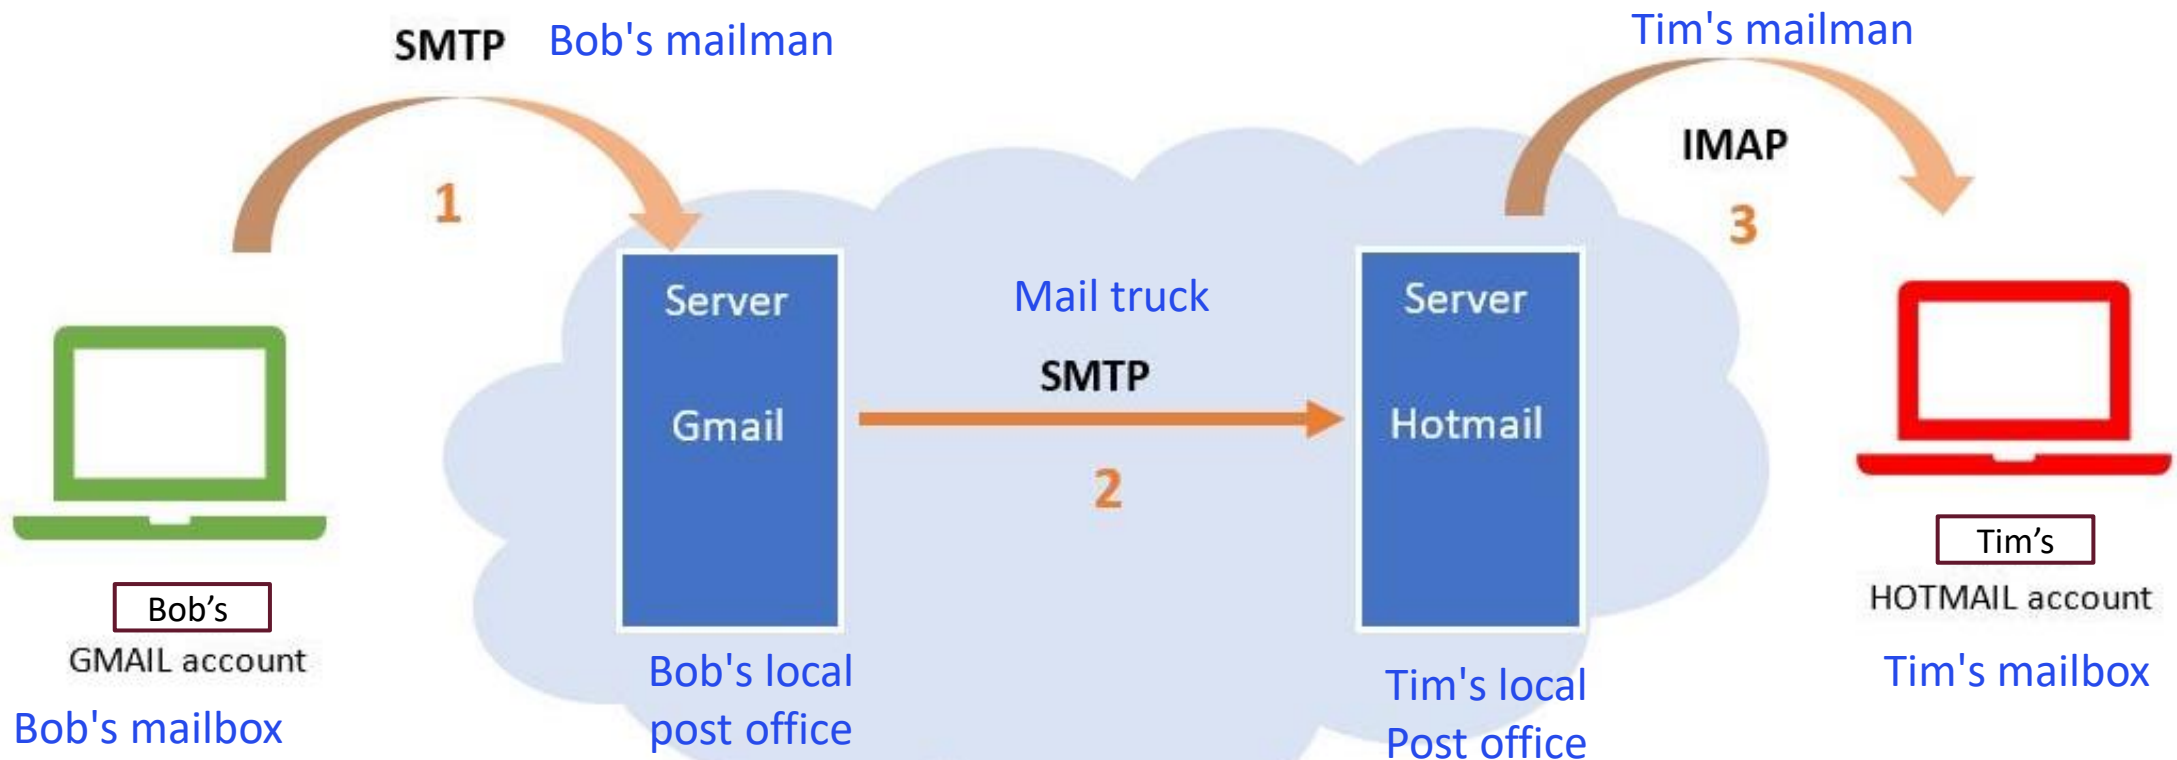 SMTP
Bob's mailman
1
Bob's
GMAIL account
Bob's mailbox
Server
Gmail
Bob's local
post office
Mail truck
SMTP
2
Server
Hotmail
Tim's local
Post office
Tim's mailman
IMAP
3
Tim's
HOTMAIL account
Tim's mailbox